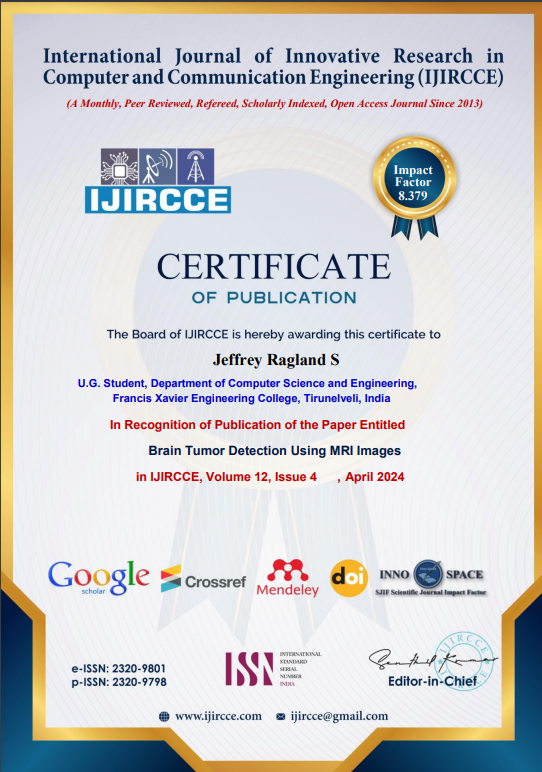 International Journal of Innovative Research in
Computer and Communication Engineering (IJIRCCE)
(A Monthly, Peer Reviewed, Refereed, Scholarly Indexed, Open Access Journal Since 2013)
IJIRCCE
Impact
Factor
8.379
CERTIFICATE
OF PUBLICATION
The Board of IJIRCCE is hereby awarding this certificate to
Jeffrey Ragland S
U.G. Student, Department of Computer Science and Engineering,
Francis Xavier Engineering College, Tirunelveli, India
In Recognition of Publication of the Paper Entitled
Brain Tumor Detection Using MRI Images
in IJIRCCE, Volume 12, Issue 4 , April 2024
Google
scholar
Crossref
Mendeley
doi
INNO SPACE
SJIF Scientific Journal Impact Factor
e-ISSN: 2320-9801
p-ISSN: 2320-9798
ISSN
INTERNATIONAL
STANDARD
SERIAL
NUMBER
INDIA
Senthil Kumar
IJIRCCE
Editor-in-Chief
www.ijircce.com ijircce@gmail.com